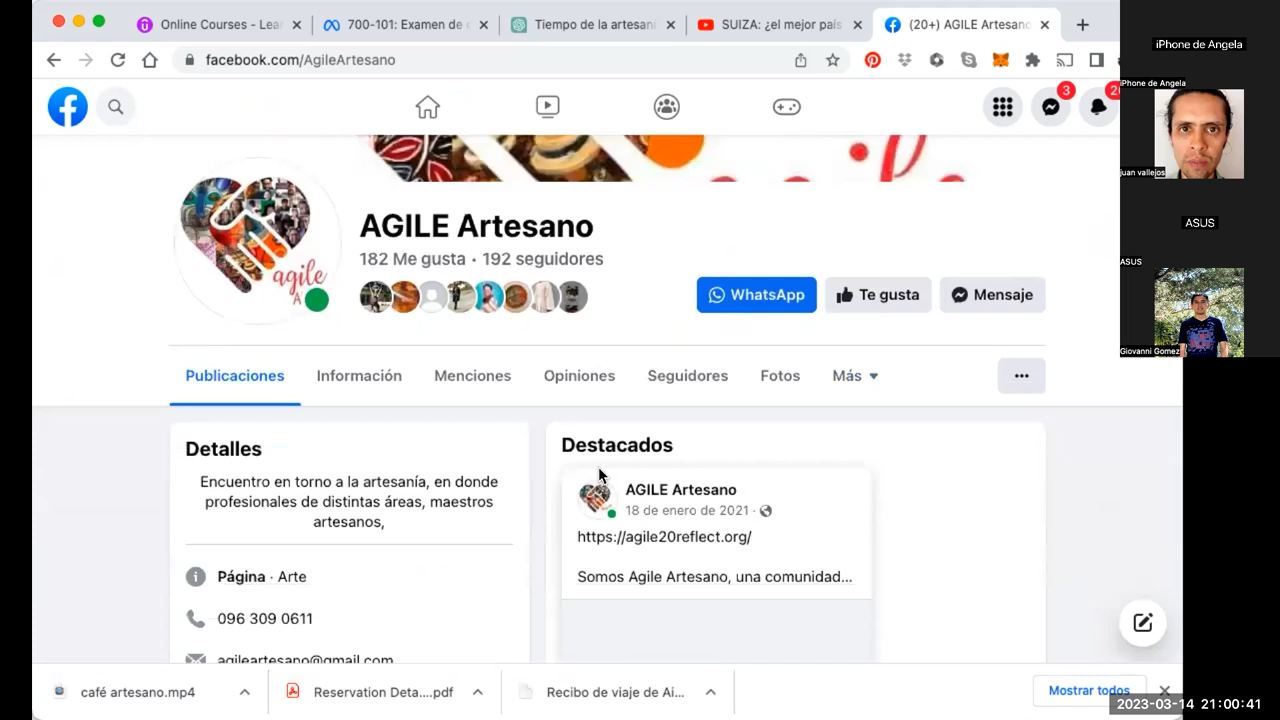 Online Courses - Lear
700-101: Examen de c
Tiempo de la artesan
SUIZA: ¿el mejor país
(20+) AGILE Artesano
facebook.com/AgileArtesano
3
2
AGILE Artesano
182 Me gusta · 192 seguidores
agile
A
WhatsApp
Te gusta
Mensaje
Publicaciones
Información
Menciones
Opiniones
Seguidores
Fotos
Más
Detalles
Encuentro en torno a la artesanía, en donde
profesionales de distintas áreas, maestros
artesanos,
Página · Arte
096 309 0611
agileartesano@gmail.com
Destacados
AGILE Artesano
18 de enero de 2021 ·
https://agile20reflect.org/
Somos Agile Artesano, una comunidad...
café artesano.mp4
Reservation Deta....pdf
Recibo de viaje de Ai...
Mostrar todos
iPhone de Angela
iPhone de Angela
juan vallejos
ASUS
ASUS
Giovanni Gomez
2023-03-14 21:00:41